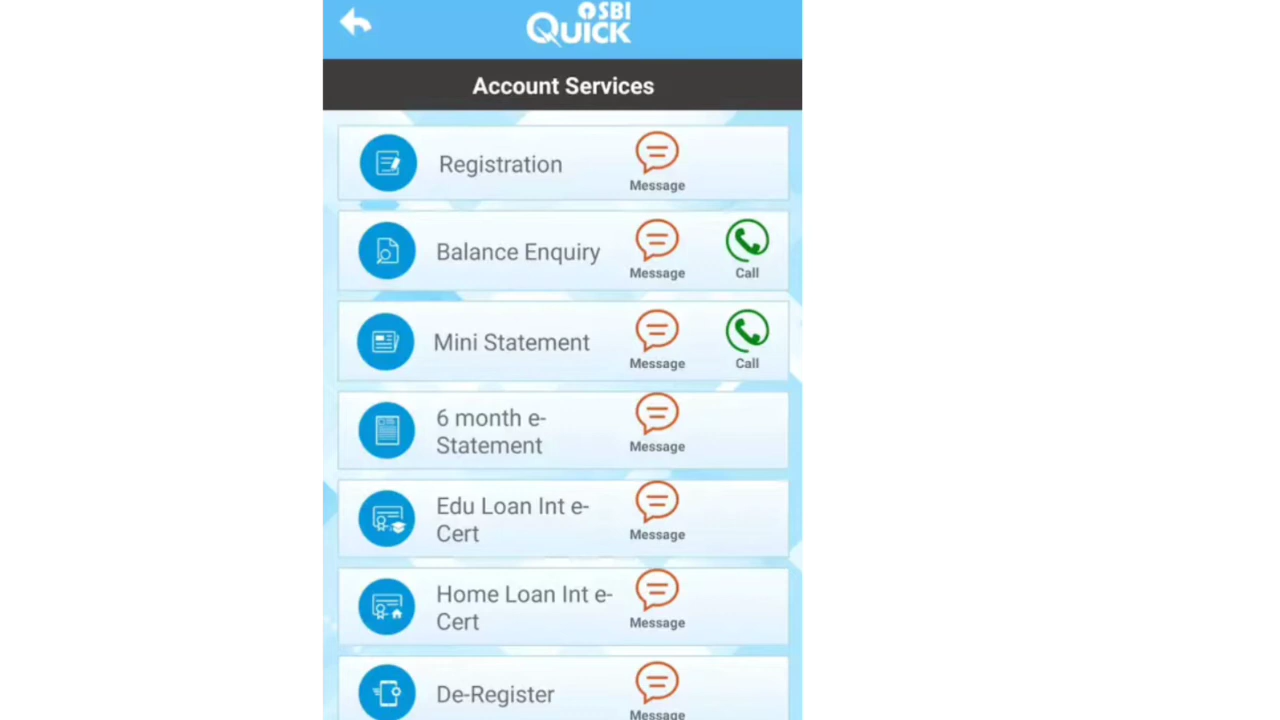 SBI
QUICK
Account Services
Registration
Message
Balance Enquiry
Message
Call
Mini Statement
Message
Call
6 month e-
Statement
Message
Edu Loan Int e-
Cert
Message
Home Loan Int e-
Cert
Message
De-Register
Message